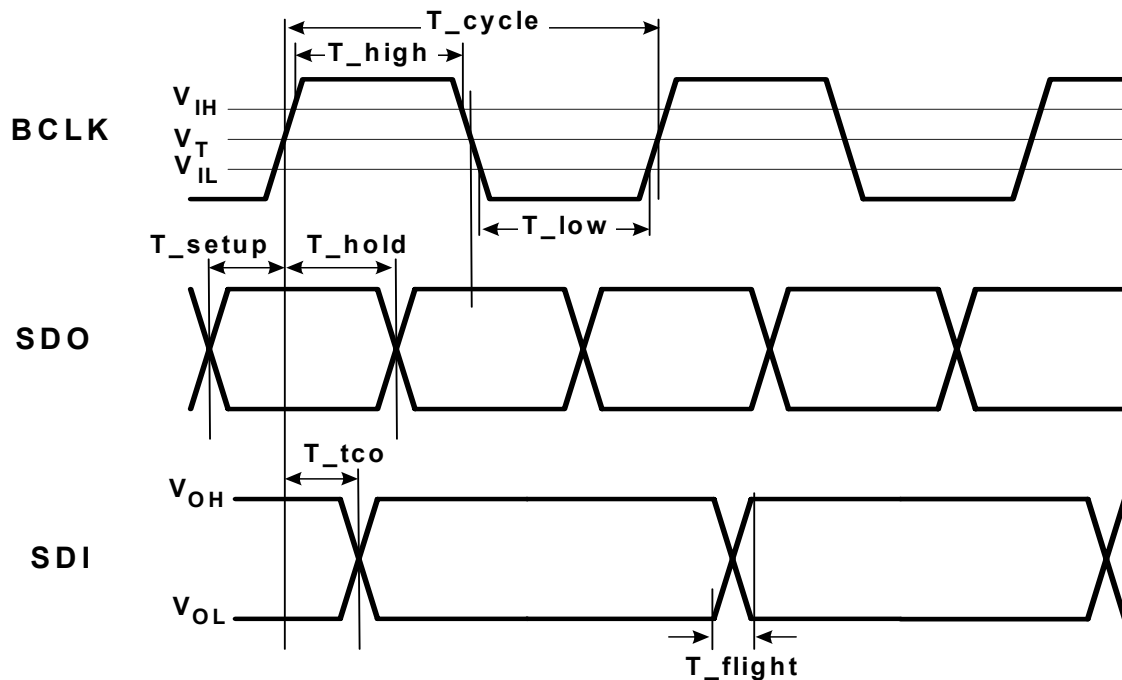 T_cycle
T_high
V_IH
BCLK
V_T
V_IL
T_low
T_setup
T_hold
SDO
T_tco
V_OH
SDI
V_OL
T_flight